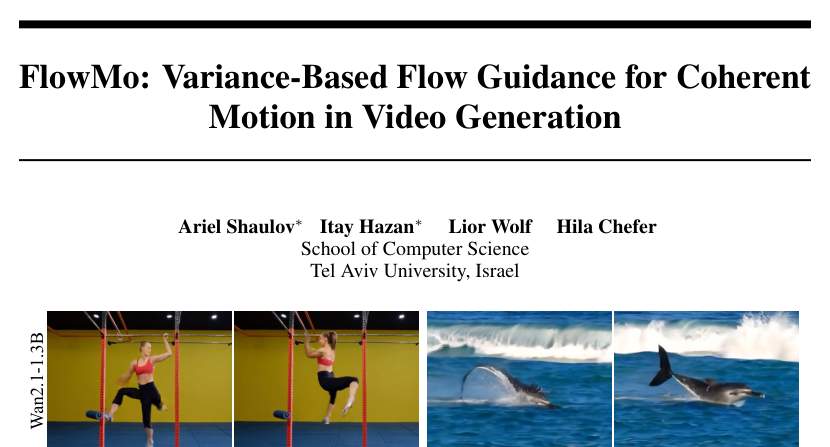 FlowMo: Variance-Based Flow Guidance for Coherent
Motion in Video Generation
Ariel Shaulov* Itay Hazan* Lior Wolf Hila Chefer
School of Computer Science
Tel Aviv University, Israel
Wan2.1-1.3B